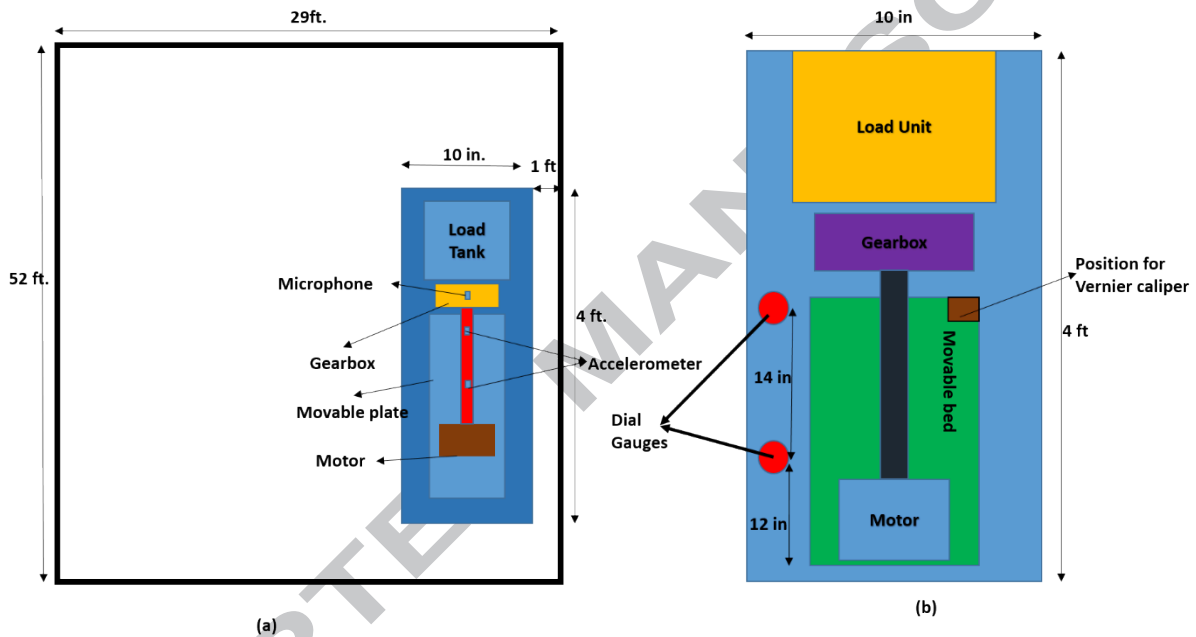 29ft.
10 in
10 in.
1 ft
Load
Tank
Microphone
52 ft.
4 ft.
Gearbox
Accelerometer
Movable plate
Motor
(a)
Load Unit
Gearbox
Position for
Vernier caliper
4 ft
Movable bed
14 in
Dial
Gauges
12 in
Motor
(b)